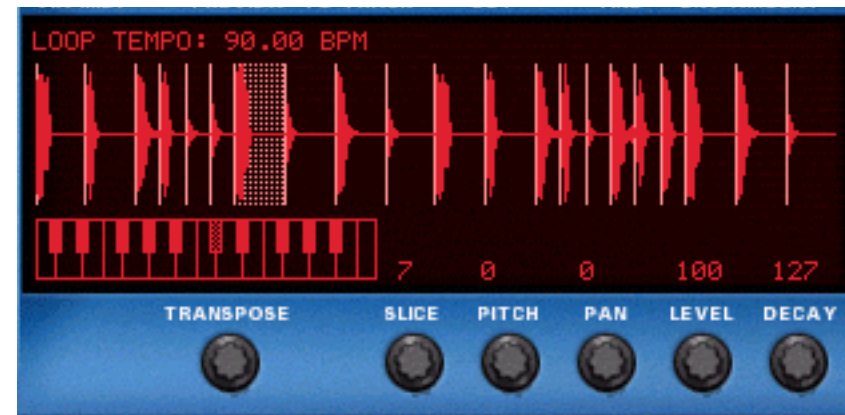 LOOP TEMPO: 90.00 BPM
7 0 0 100 127
TRANSPOSE SLICE PITCH PAN LEVEL DECAY